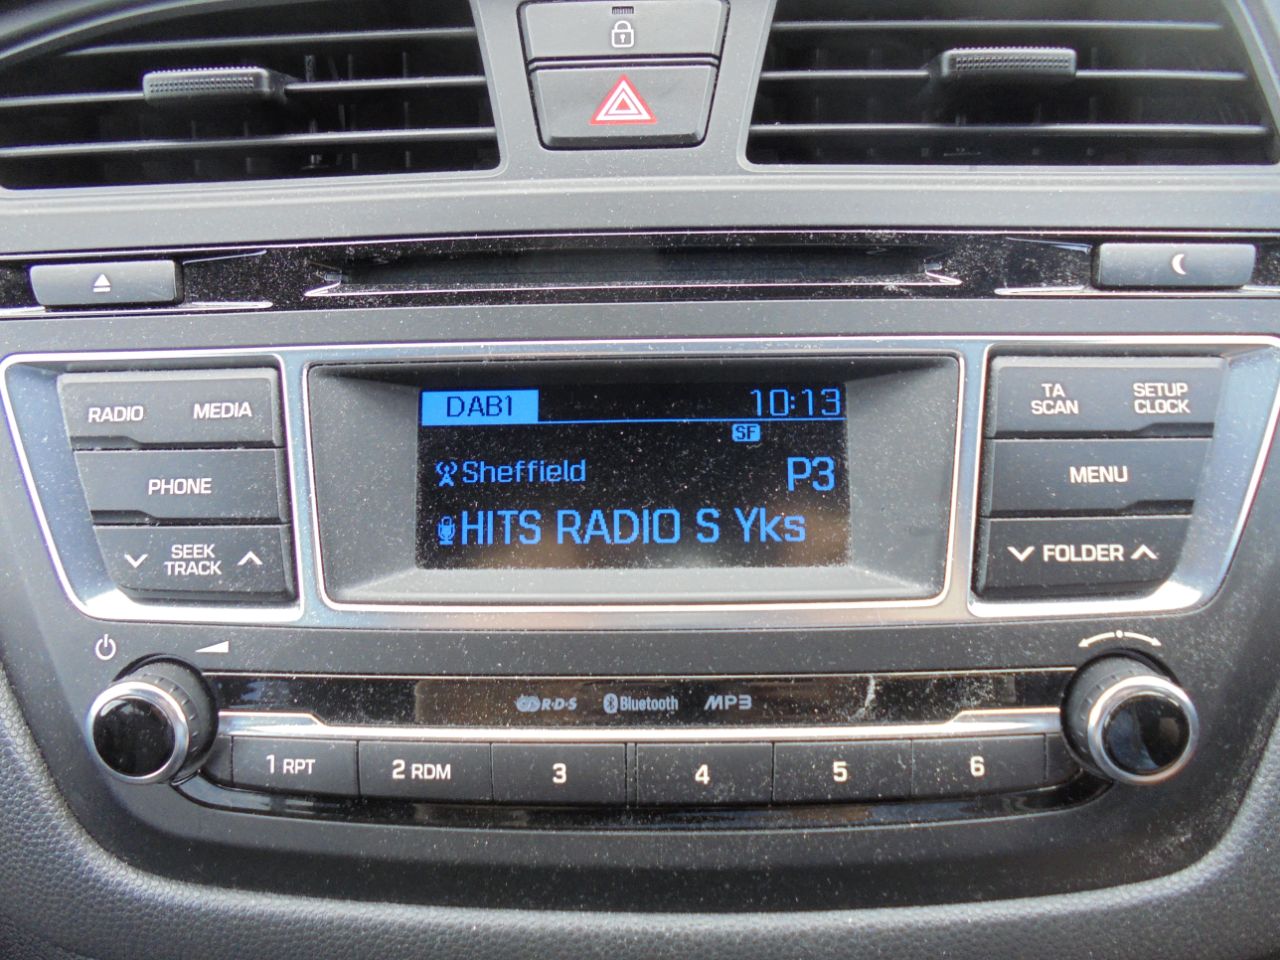 RADIO MEDIA
PHONE
SEEK
TRACK
DAB1 10:13
SF
Sheffield P3
HITS RADIO S Yks
TA
SCAN
SETUP
CLOCK
MENU
FOLDER
R·D·S Bluetooth MP3
1 RPT 2 RDM 3 4 5 6